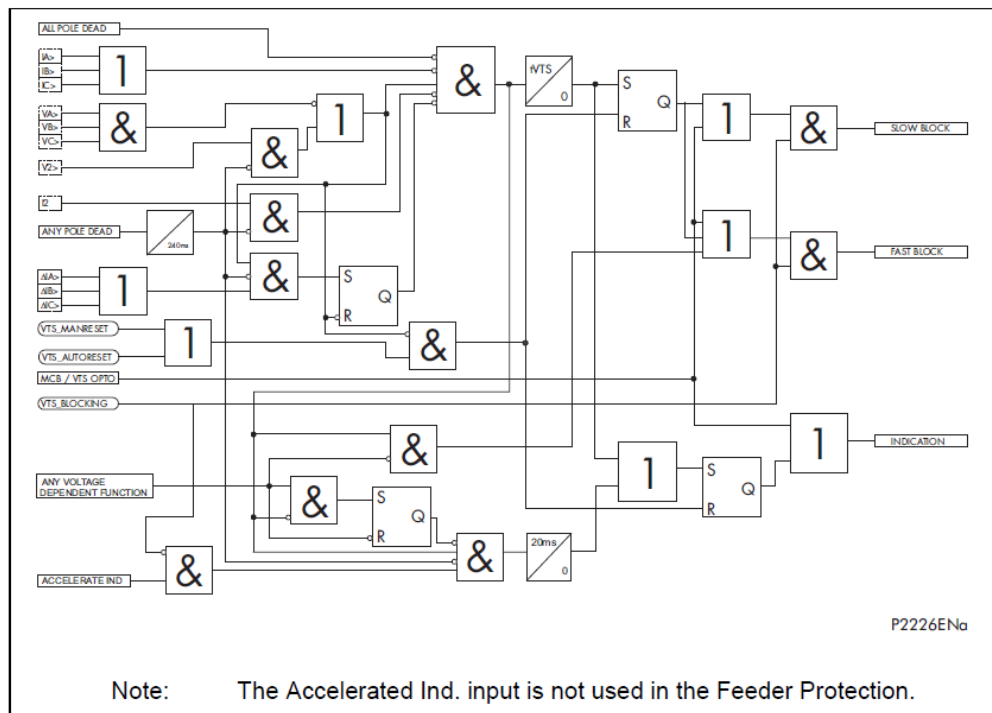 ALL POLE DEAD
IA>
IB>
IC>
1
&
tVTS
0
S
Q
R
1
&
SLOW BLOCK
VA>
VB>
VC>
&
1
&
V2>
I2
&
ANY POLE DEAD
240ms
1
&
FAST BLOCK
ΔIA>
ΔIB>
ΔIC>
1
&
S
Q
R
VTS_MANRESET
1
&
VTS_AUTORESET
MCB / VTS OPTO
VTS_BLOCKING
&
1
INDICATION
1
S
Q
R
ANY VOLTAGE
DEPENDENT FUNCTION
&
S
Q
R
&
20ms
0
ACCELERATE IND
&
P2226ENa
Note: The Accelerated Ind. input is not used in the Feeder Protection.